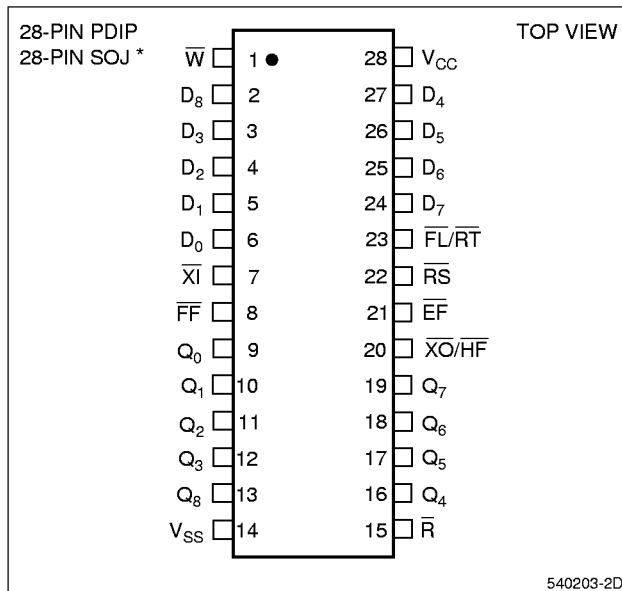 28-PIN PDIP TOP VIEW
28-PIN SOJ *
W̅ 1 28 V_CC
D₈ 2 27 D₄
D₃ 3 26 D₅
D₂ 4 25 D₆
D₁ 5 24 D₇
D₀ 6 23 F̅L̅/R̅T̅
X̅I̅ 7 22 R̅S̅
F̅F̅ 8 21 E̅F̅
Q₀ 9 20 X̅O̅/H̅F̅
Q₁ 10 19 Q₇
Q₂ 11 18 Q₆
Q₃ 12 17 Q₅
Q₈ 13 16 Q₄
V_SS 14 15 R̅
540203-2D